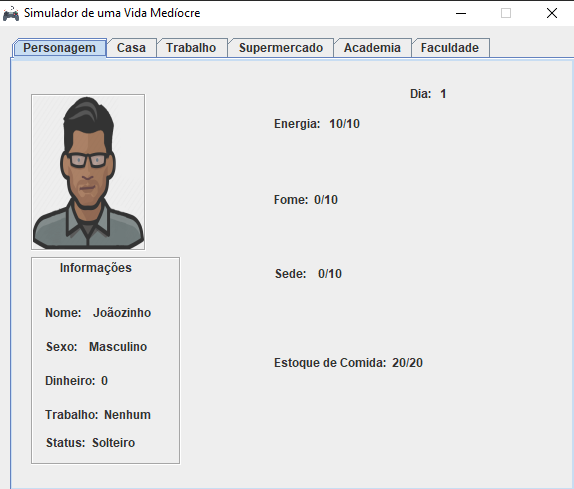 Simulador de uma Vida Medíocre
Personagem Casa Trabalho Supermercado Academia Faculdade
Dia: 1
Energia: 10/10
Fome: 0/10
Sede: 0/10
Estoque de Comida: 20/20
Informações
Nome: Joãozinho
Sexo: Masculino
Dinheiro: 0
Trabalho: Nenhum
Status: Solteiro